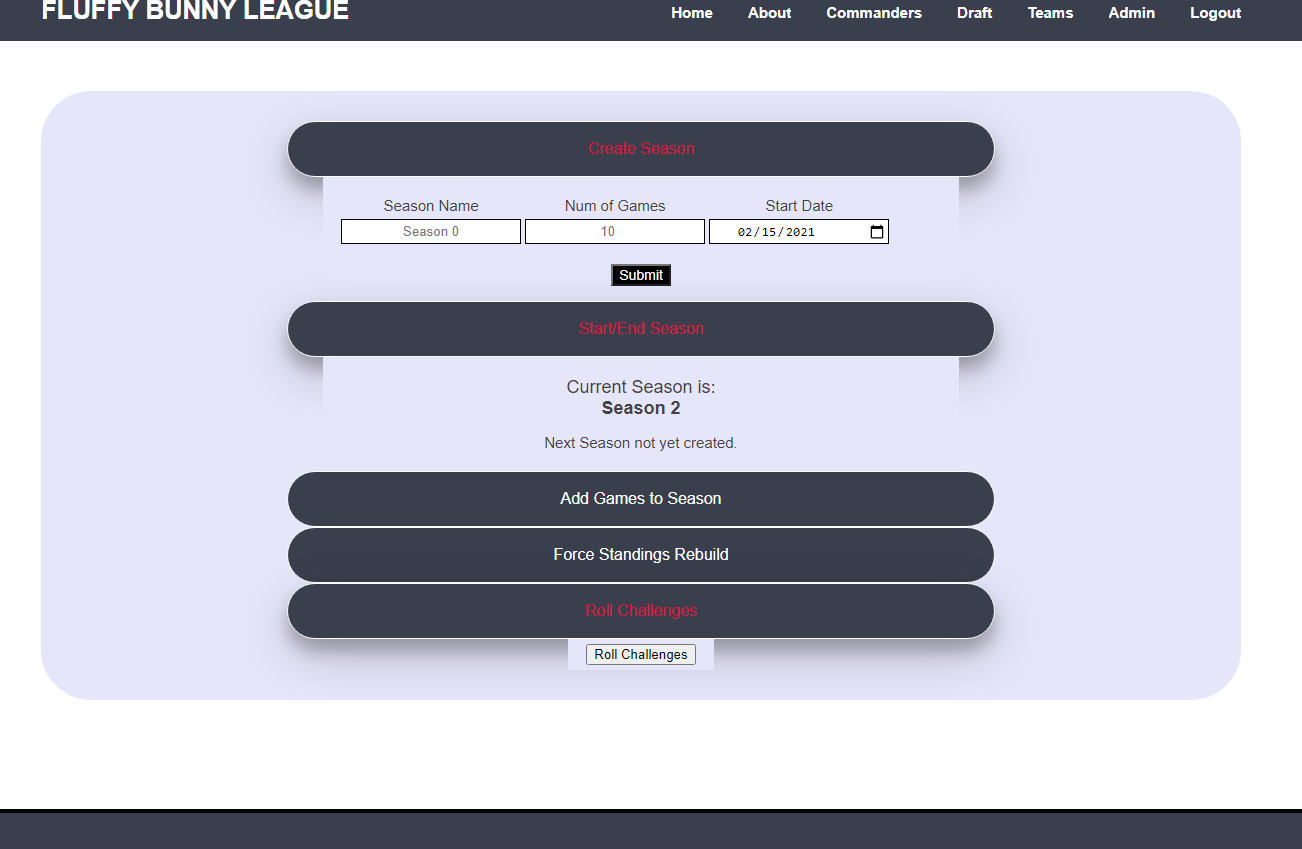 FLUFFY BUNNY LEAGUE
Home About Commanders Draft Teams Admin Logout
Create Season
Season Name Num of Games Start Date
Season 0 10 02/15/2021
Submit
Start/End Season
Current Season is:
Season 2
Next Season not yet created.
Add Games to Season
Force Standings Rebuild
Roll Challenges
Roll Challenges